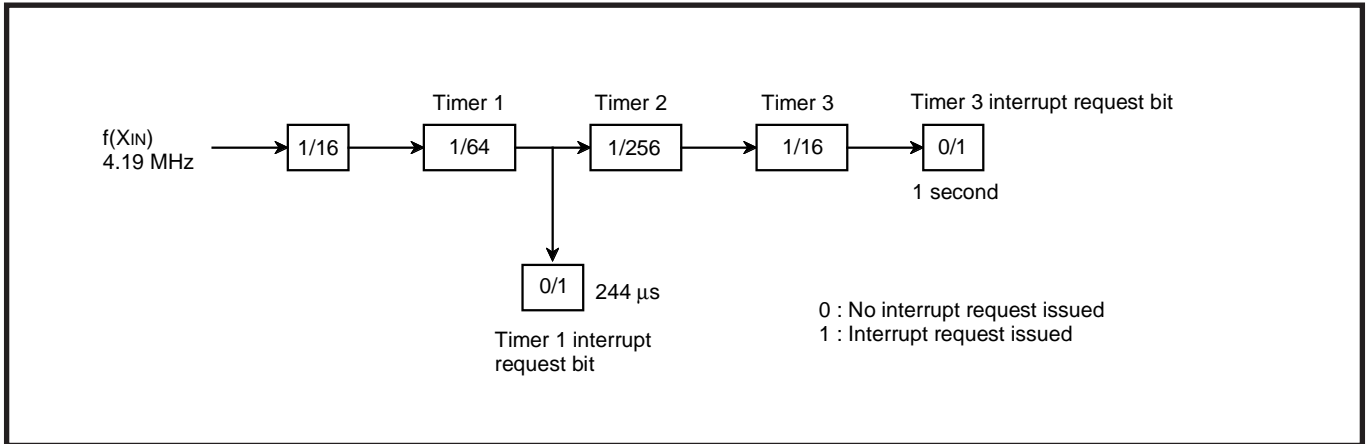 Timer 1
Timer 2
Timer 3
Timer 3 interrupt request bit
f(XIN)
4.19 MHz
1/16
1/64
1/256
1/16
0/1
1 second
0/1
244 μs
Timer 1 interrupt
request bit
0 : No interrupt request issued
1 : Interrupt request issued